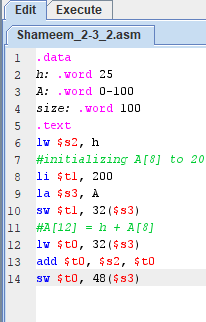 Edit Execute
Shameem_2-3_2.asm
1 .data
2 h: .word 25
3 A: .word 0-100
4 size: .word 100
5 .text
6 lw $s2, h
7 #initializing A[8] to 20
8 li $t1, 200
9 la $s3, A
10 sw $t1, 32($s3)
11 #A[12] = h + A[8]
12 lw $t0, 32($s3)
13 add $t0, $s2, $t0
14 sw $t0, 48($s3)